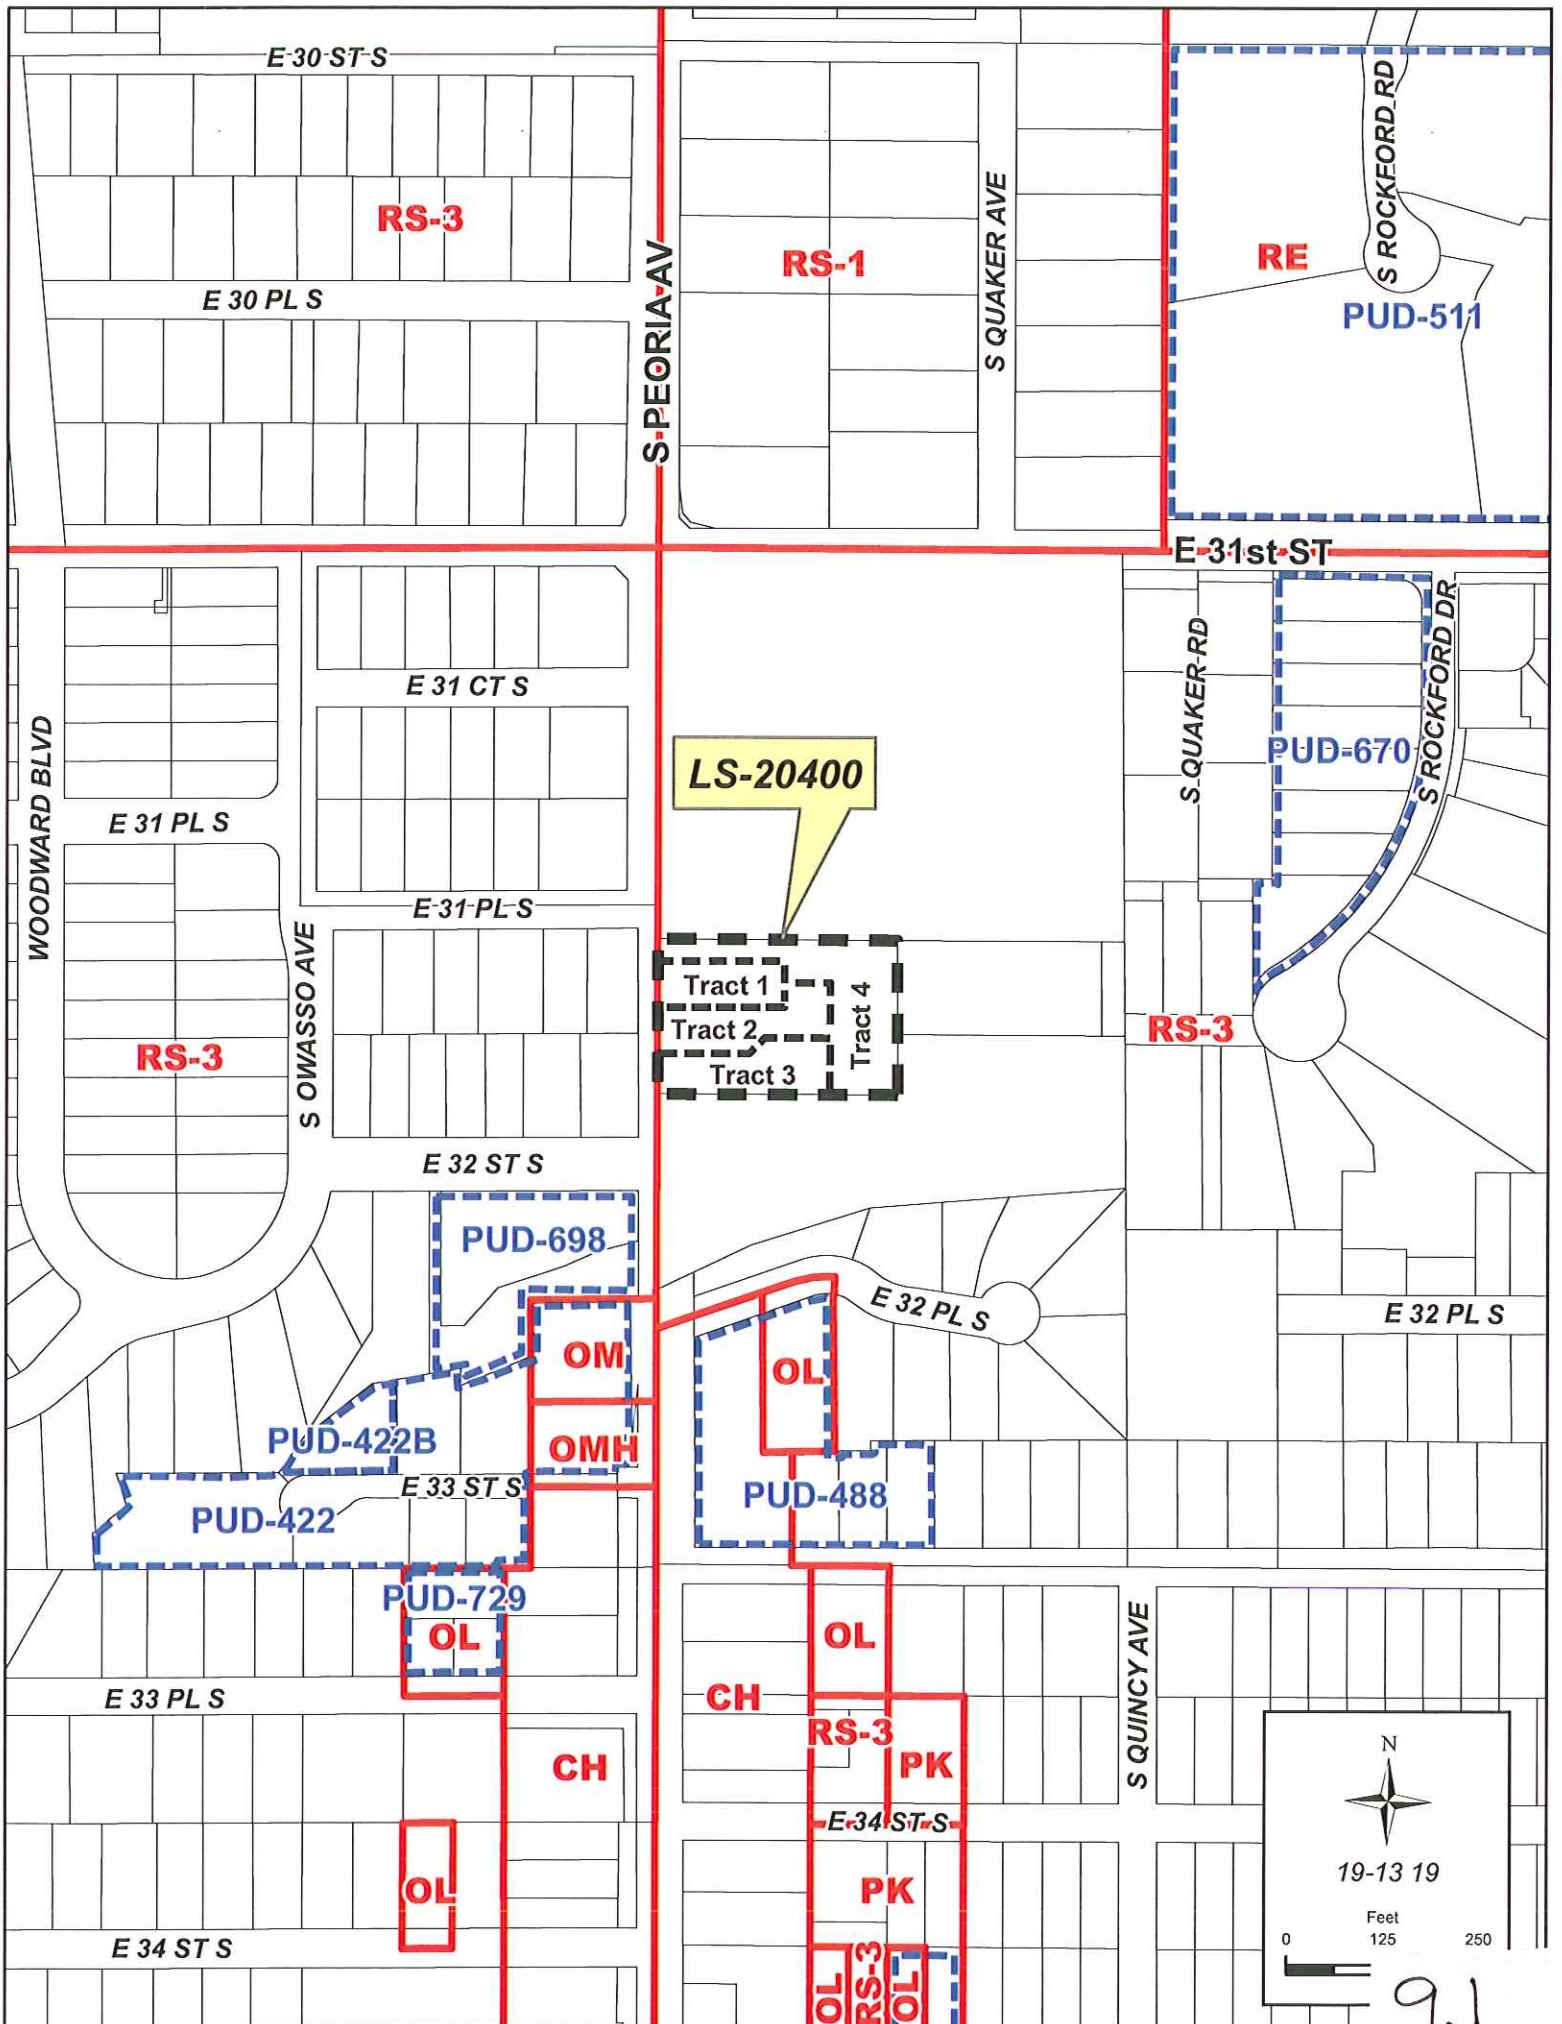 E 30 ST S
S ROCKFORD RD
RS-3
S QUAKER AVE
RS-1
RE
E 30 PL S
S PEORIA AV
PUD-511
E 31st ST
E 31 CT S
S QUAKER RD
S ROCKFORD DR
PUD-670
LS-20400
WOODWARD BLVD
E 31 PL S
E 31 PL S
S OWASSO AVE
Tract 1
Tract 2
Tract 3
Tract 4
RS-3
RS-3
E 32 ST S
PUD-698
E 32 PL S
E 32 PL S
OM
OL
PUD-422B
OMH
E 33 ST S
PUD-488
PUD-422
PUD-729
OL
OL
S QUINCY AVE
E 33 PL S
CH
RS-3
CH
PK
E 34 ST S
OL
PK
E 34 ST S
OL
RS-3
OL
N
19-13 19
Feet
0 125 250
9.1